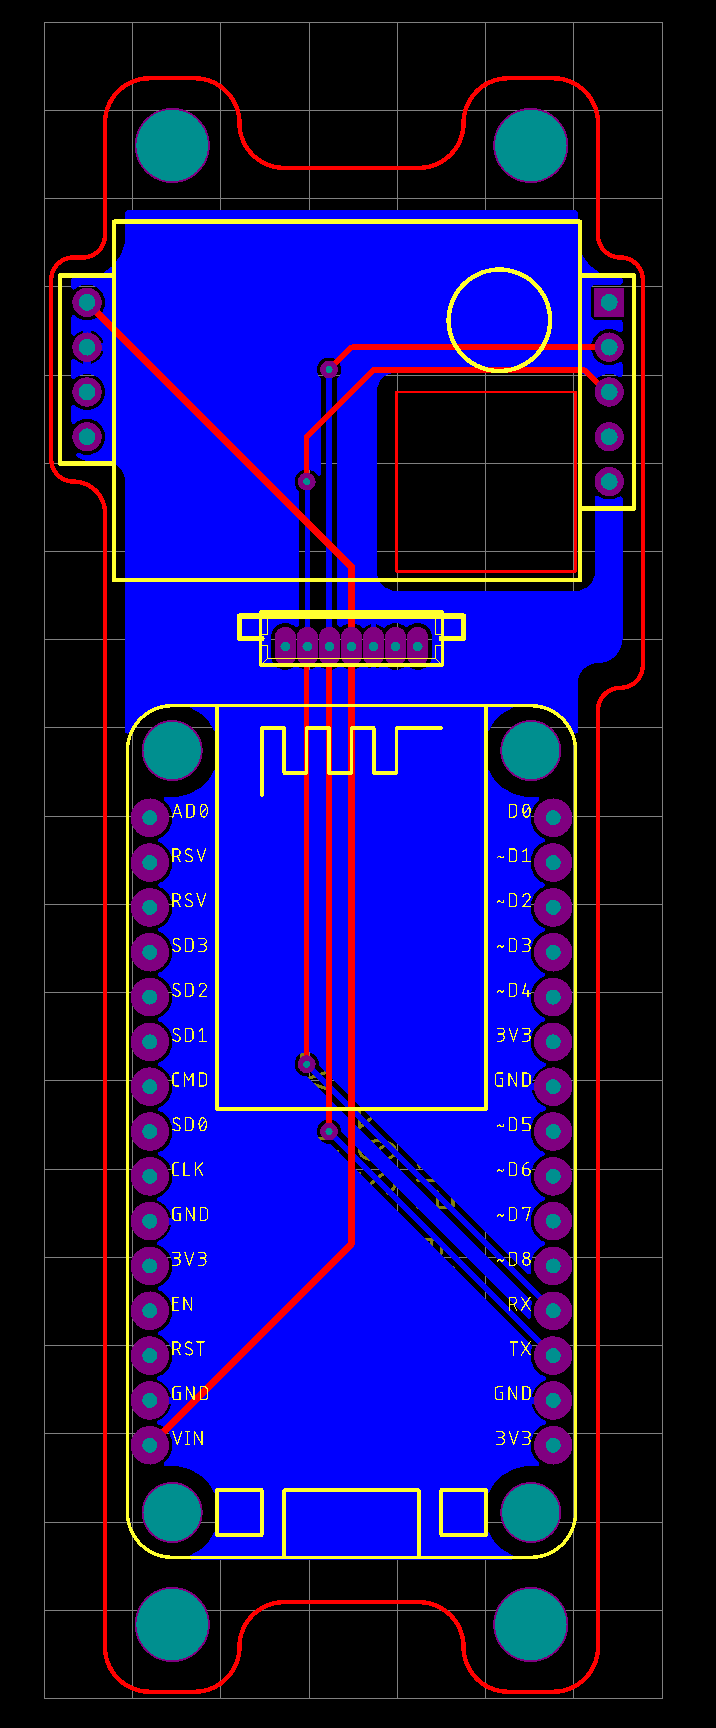 AD0 D0
RSV ~D1
RSV ~D2
SD3 ~D3
SD2 ~D4
SD1 3V3
CMD GND
SD0 ~D5
CLK ~D6
GND ~D7
3V3 ~D8
EN RX
RST TX
GND GND
VIN 3V3